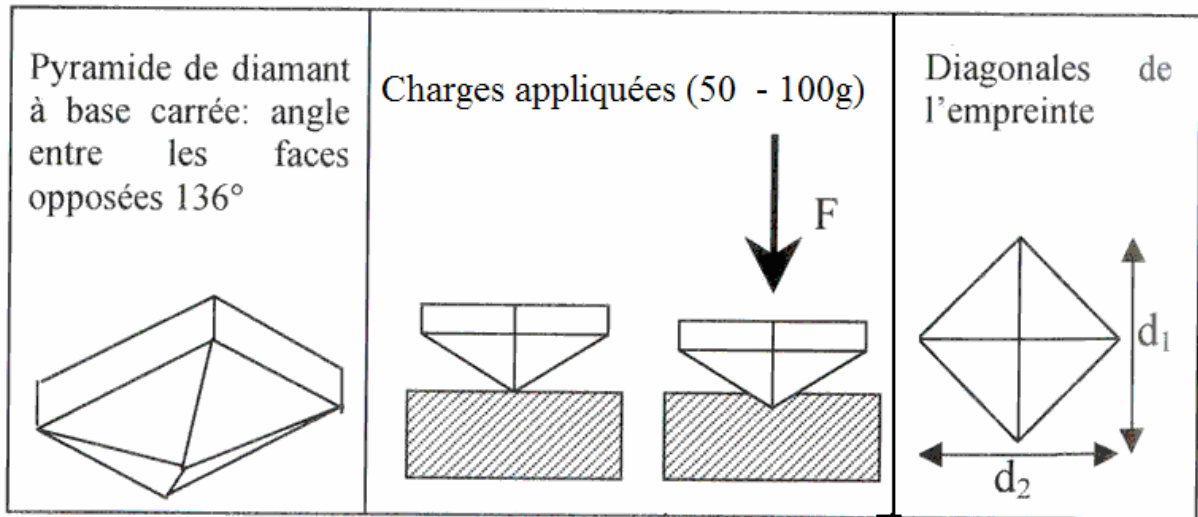 Pyramide de diamant
à base carrée: angle
entre les faces
opposées 136°
Charges appliquées (50 - 100g)
F
Diagonales de
l'empreinte
d₁
d₂